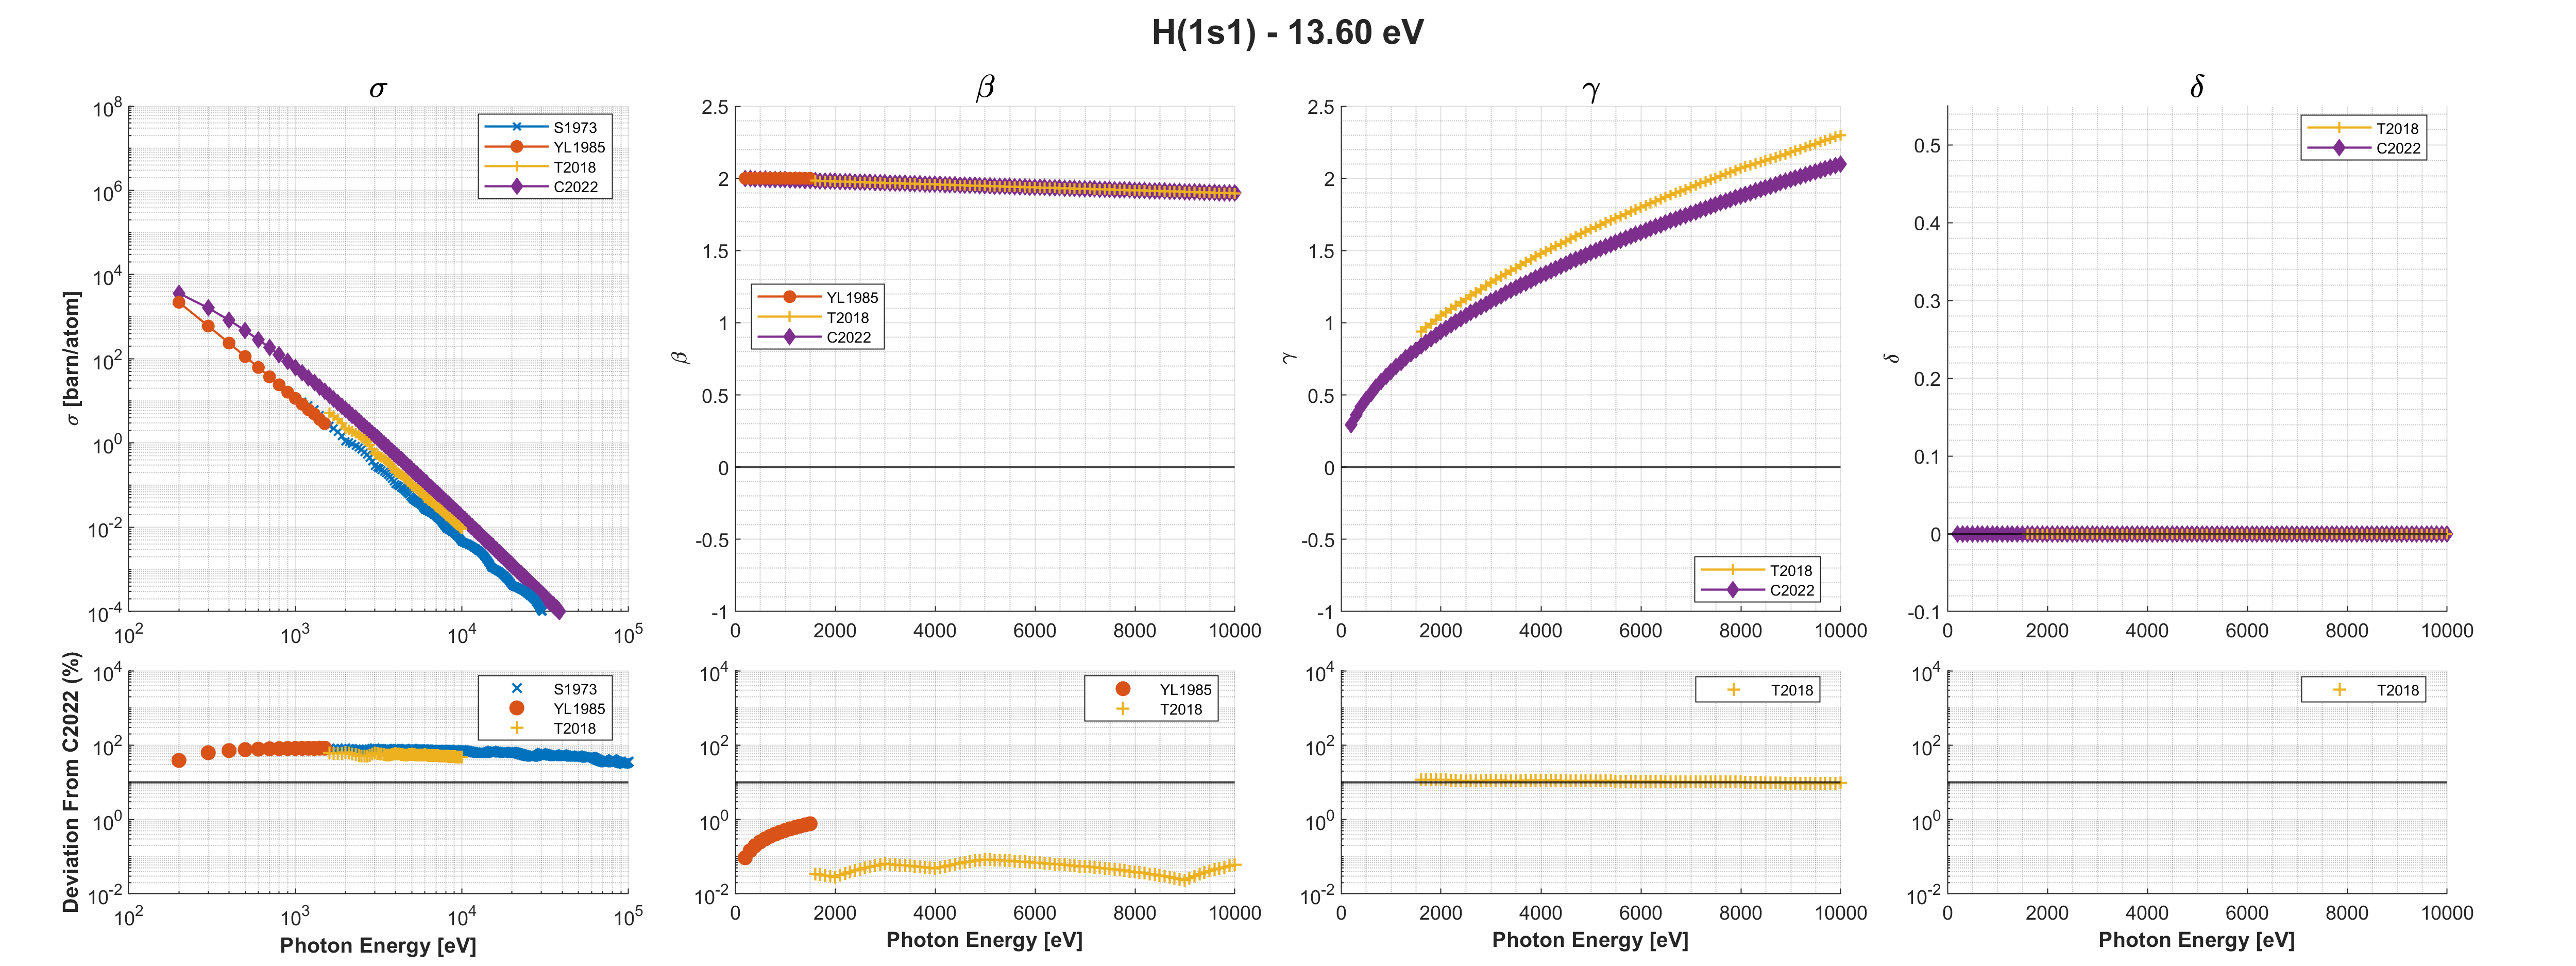 H(1s1) - 13.60 eV
σ
σ [barn/atom]
10^8
10^6
10^4
10^2
10^0
10^-2
10^-4
10^2
10^3
10^4
10^5
S1973
YL1985
T2018
C2022
β
β
2.5
2
1.5
1
0.5
0
-0.5
-1
0
2000
4000
6000
8000
10000
YL1985
T2018
C2022
γ
γ
2.5
2
1.5
1
0.5
0
-0.5
-1
0
2000
4000
6000
8000
10000
T2018
C2022
δ
δ
0.5
0.4
0.3
0.2
0.1
0
-0.1
0
2000
4000
6000
8000
10000
T2018
C2022
Deviation From C2022 (%)
10^4
10^2
10^0
10^-2
10^2
10^3
10^4
10^5
Photon Energy [eV]
S1973
YL1985
T2018
10^4
10^2
10^0
10^-2
0
2000
4000
6000
8000
10000
Photon Energy [eV]
YL1985
T2018
10^4
10^2
10^0
10^-2
0
2000
4000
6000
8000
10000
Photon Energy [eV]
T2018
10^4
10^2
10^0
10^-2
0
2000
4000
6000
8000
10000
Photon Energy [eV]
T2018